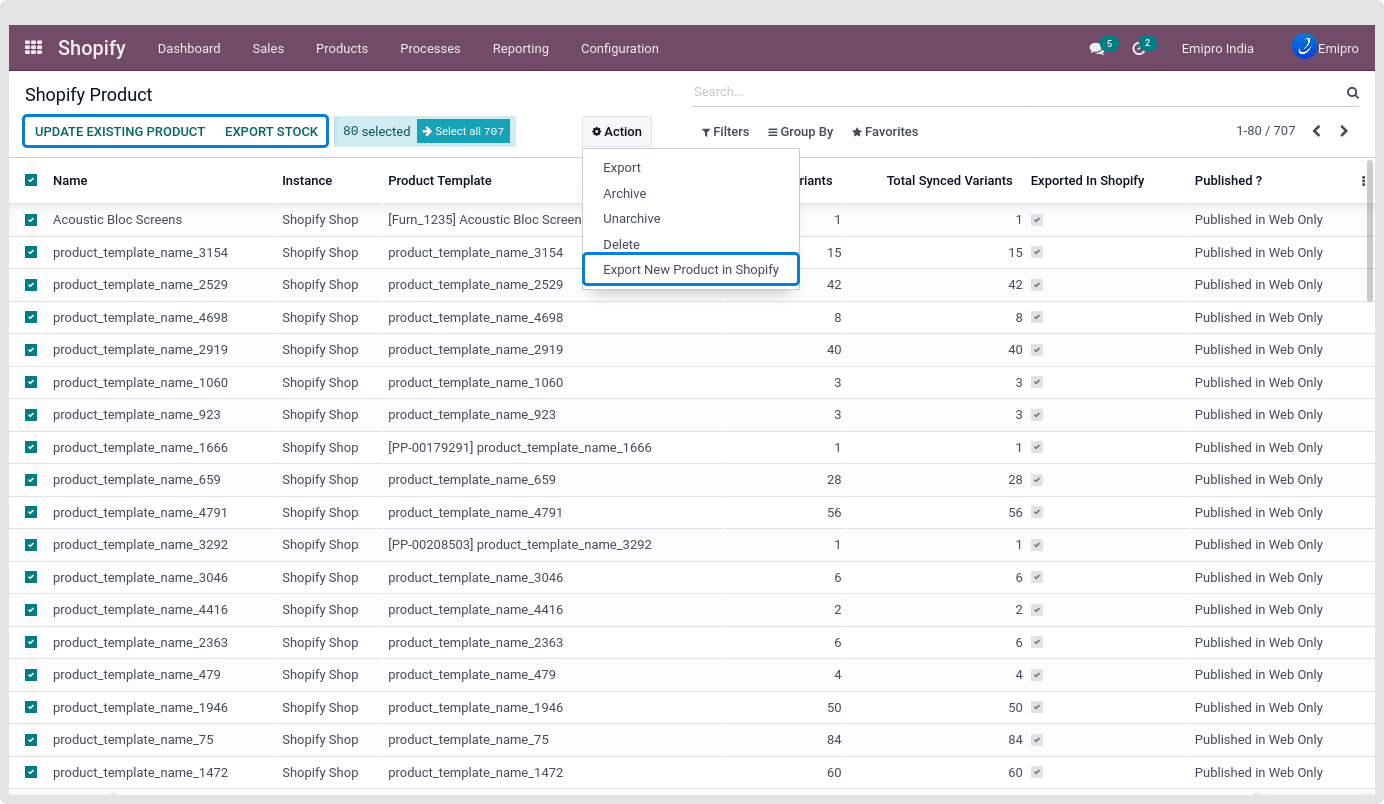 Shopify Dashboard Sales Products Processes Reporting Configuration 5 2 Emipro India Emipro
Shopify Product Search...
UPDATE EXISTING PRODUCT EXPORT STOCK 80 selected Select all 707 Action Filters Group By Favorites 1-80 / 707
Export
Archive
Unarchive
Delete
Export New Product in Shopify
Name Instance Product Template riants Total Synced Variants Exported In Shopify Published ?
Acoustic Bloc Screens Shopify Shop [Furn_1235] Acoustic Bloc Screen 1 1 Published in Web Only
product_template_name_3154 Shopify Shop product_template_name_3154 15 15 Published in Web Only
product_template_name_2529 Shopify Shop product_template_name_2529 42 42 Published in Web Only
product_template_name_4698 Shopify Shop product_template_name_4698 8 8 Published in Web Only
product_template_name_2919 Shopify Shop product_template_name_2919 40 40 Published in Web Only
product_template_name_1060 Shopify Shop product_template_name_1060 3 3 Published in Web Only
product_template_name_923 Shopify Shop product_template_name_923 3 3 Published in Web Only
product_template_name_1666 Shopify Shop [PP-00179291] product_template_name_1666 1 1 Published in Web Only
product_template_name_659 Shopify Shop product_template_name_659 28 28 Published in Web Only
product_template_name_4791 Shopify Shop product_template_name_4791 56 56 Published in Web Only
product_template_name_3292 Shopify Shop [PP-00208503] product_template_name_3292 1 1 Published in Web Only
product_template_name_3046 Shopify Shop product_template_name_3046 6 6 Published in Web Only
product_template_name_4416 Shopify Shop product_template_name_4416 2 2 Published in Web Only
product_template_name_2363 Shopify Shop product_template_name_2363 6 6 Published in Web Only
product_template_name_479 Shopify Shop product_template_name_479 4 4 Published in Web Only
product_template_name_1946 Shopify Shop product_template_name_1946 50 50 Published in Web Only
product_template_name_75 Shopify Shop product_template_name_75 84 84 Published in Web Only
product_template_name_1472 Shopify Shop product_template_name_1472 60 60 Published in Web Only